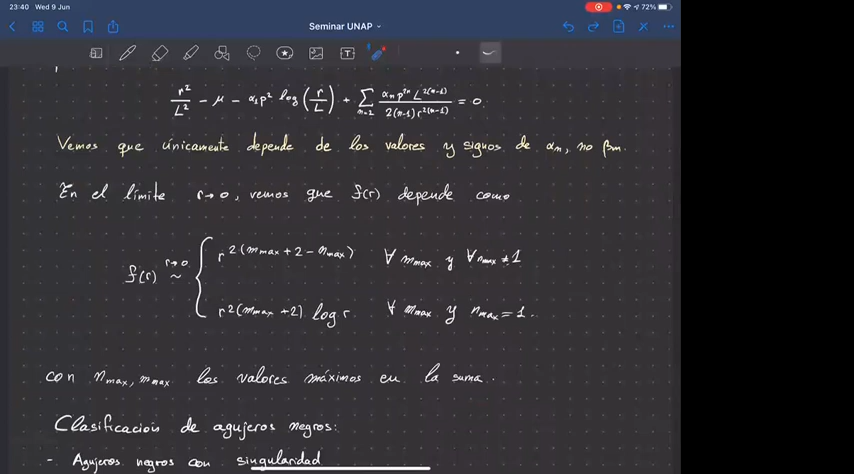 23:40 Wed 9 Jun
72%
Seminar UNAP
r²/L² − μ − α₁p² log(r/L) + Σ_{n=2} αₙ p²ⁿ L^{2(n-1)} / 2(n-1) r^{2(n-1)} = 0.
Vemos que únicamente depende de los valores y signos de αₙ, no βₘ.
En el límite r→0, vemos que f(r) depende como
r^{2(m_max + 2 - n_max)} ∀ m_max y ∀ n_max ≠ 1
f(r) ~^{r→0} {
r^{2(m_max + 2)} log r ∀ m_max y n_max = 1.
con n_max, m_max los valores máximos en la suma.
Clasificación de agujeros negros:
- Agujeros negros con singularidad